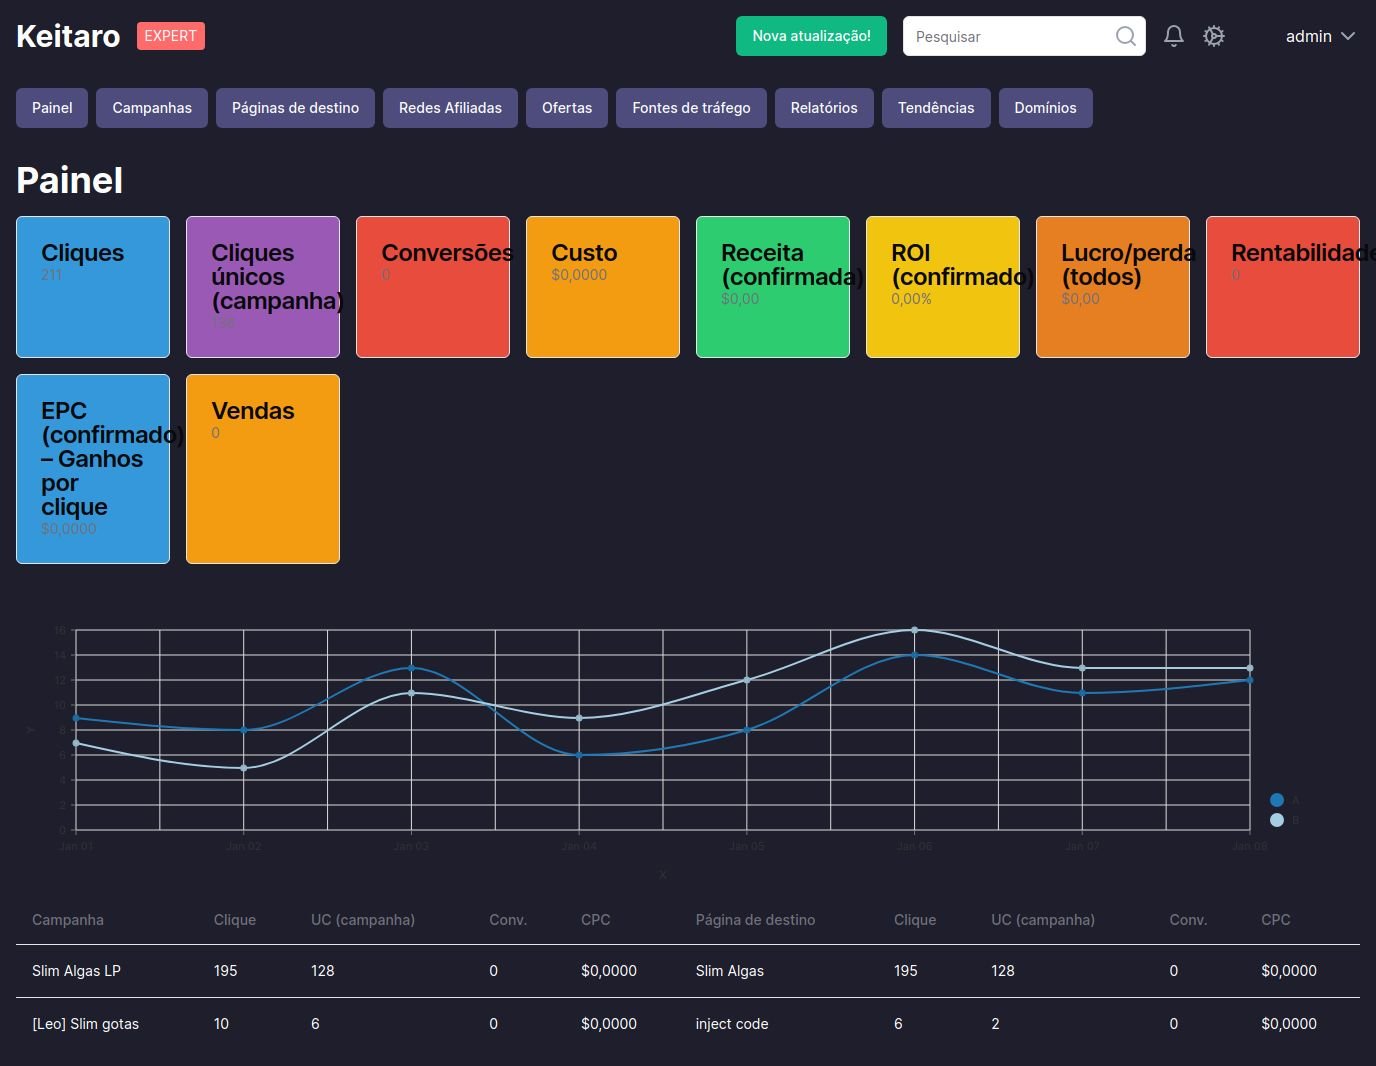 Keitaro EXPERT Nova atualização! Pesquisar admin
Painel Campanhas Páginas de destino Redes Afiliadas Ofertas Fontes de tráfego Relatórios Tendências Domínios
Painel
Cliques
211
Cliques
únicos
(campanha)
138
Conversões
0
Custo
$0,0000
Receita
(confirmada)
$0,00
ROI
(confirmado)
0,00%
Lucro/perda
(todos)
$0,00
Rentabilidade
0
EPC
(confirmado)
– Ganhos
por
clique
$0,0000
Vendas
0
16
14
12
10
8
6
4
2
0
Y
Jan 01 Jan 02 Jan 03 Jan 04 Jan 05 Jan 06 Jan 07 Jan 08
X
A
B
Campanha Clique UC (campanha) Conv. CPC Página de destino Clique UC (campanha) Conv. CPC
Slim Algas LP 195 128 0 $0,0000 Slim Algas 195 128 0 $0,0000
[Leo] Slim gotas 10 6 0 $0,0000 inject code 6 2 0 $0,0000